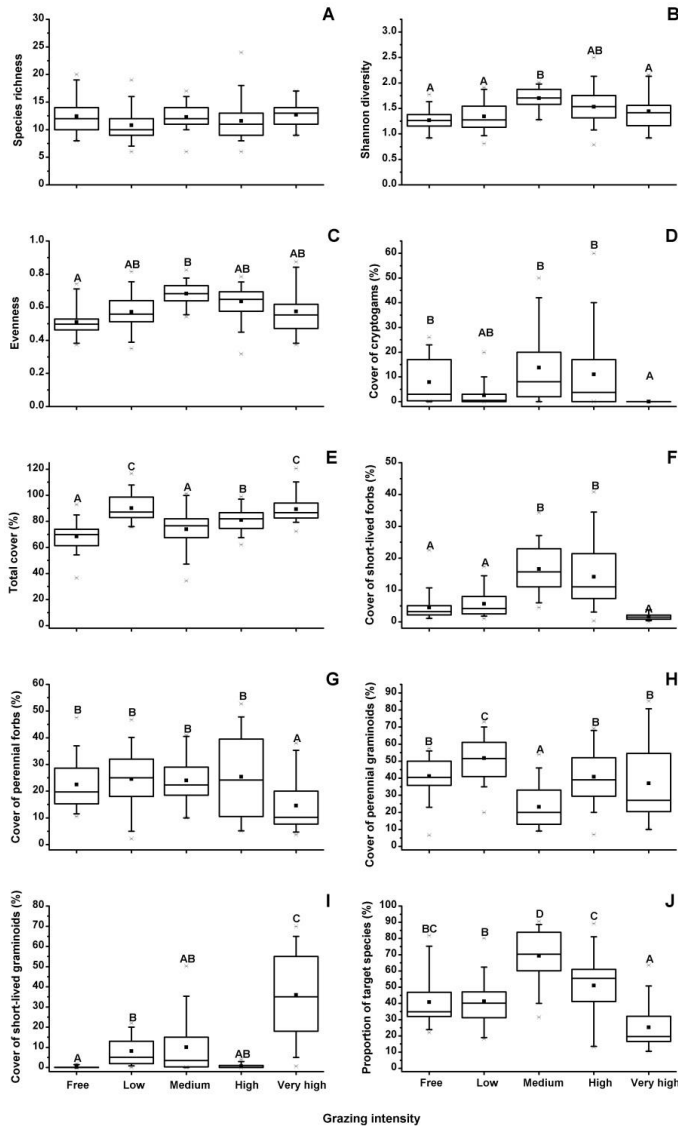 A
Species richness
30
25
20
15
10
5
0
B
Shannon diversity
3.0
2.5
2.0
1.5
1.0
0.5
0.0
A A B AB A
C
Evenness
1.0
0.8
0.6
0.4
0.2
0.0
A AB B AB AB
D
Cover of cryptogams (%)
60
50
40
30
20
10
0
B AB B B A
E
Total cover (%)
120
100
80
60
40
20
0
A C A B C
F
Cover of short-lived forbs (%)
50
40
30
20
10
0
A A B B A
G
Cover of perennial forbs (%)
60
50
40
30
20
10
0
B B B B A
H
Cover of perennial graminoids (%)
90
80
70
60
50
40
30
20
10
0
B C A B B
I
Cover of short-lived graminoids (%)
80
70
60
50
40
30
20
10
0
A B AB AB C
Free Low Medium High Very high
J
Proportion of target species (%)
100
90
80
70
60
50
40
30
20
10
0
BC B D C A
Free Low Medium High Very high
Grazing intensity